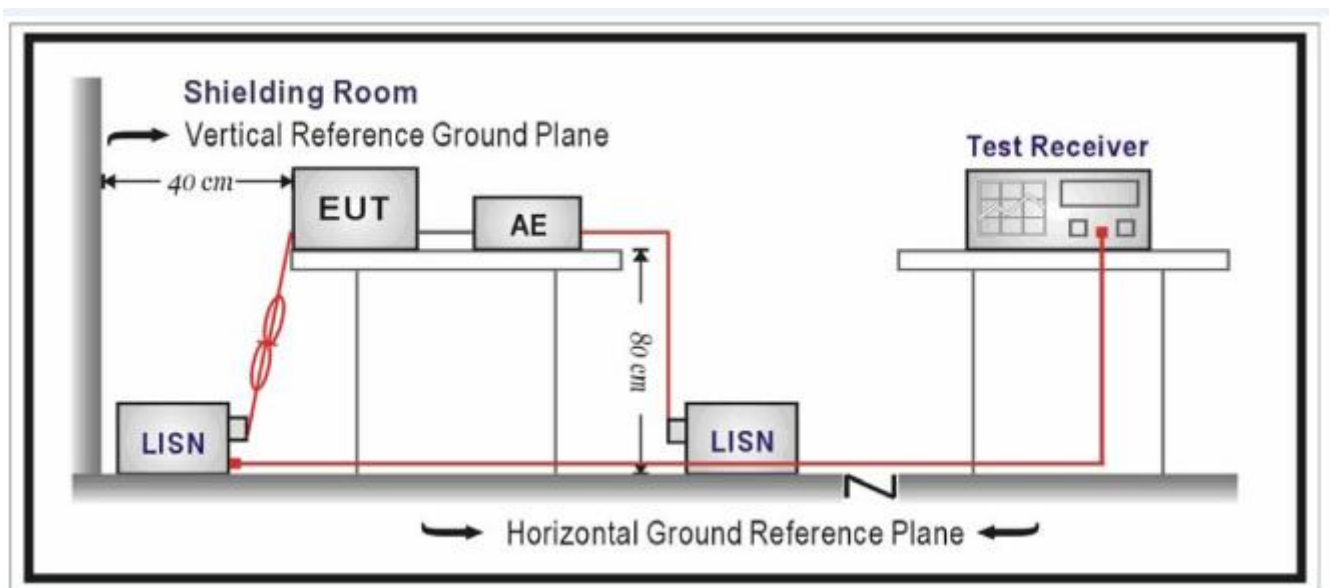 Shielding Room
Vertical Reference Ground Plane
Test Receiver
40 cm
EUT
AE
80 cm
LISN
LISN
Horizontal Ground Reference Plane